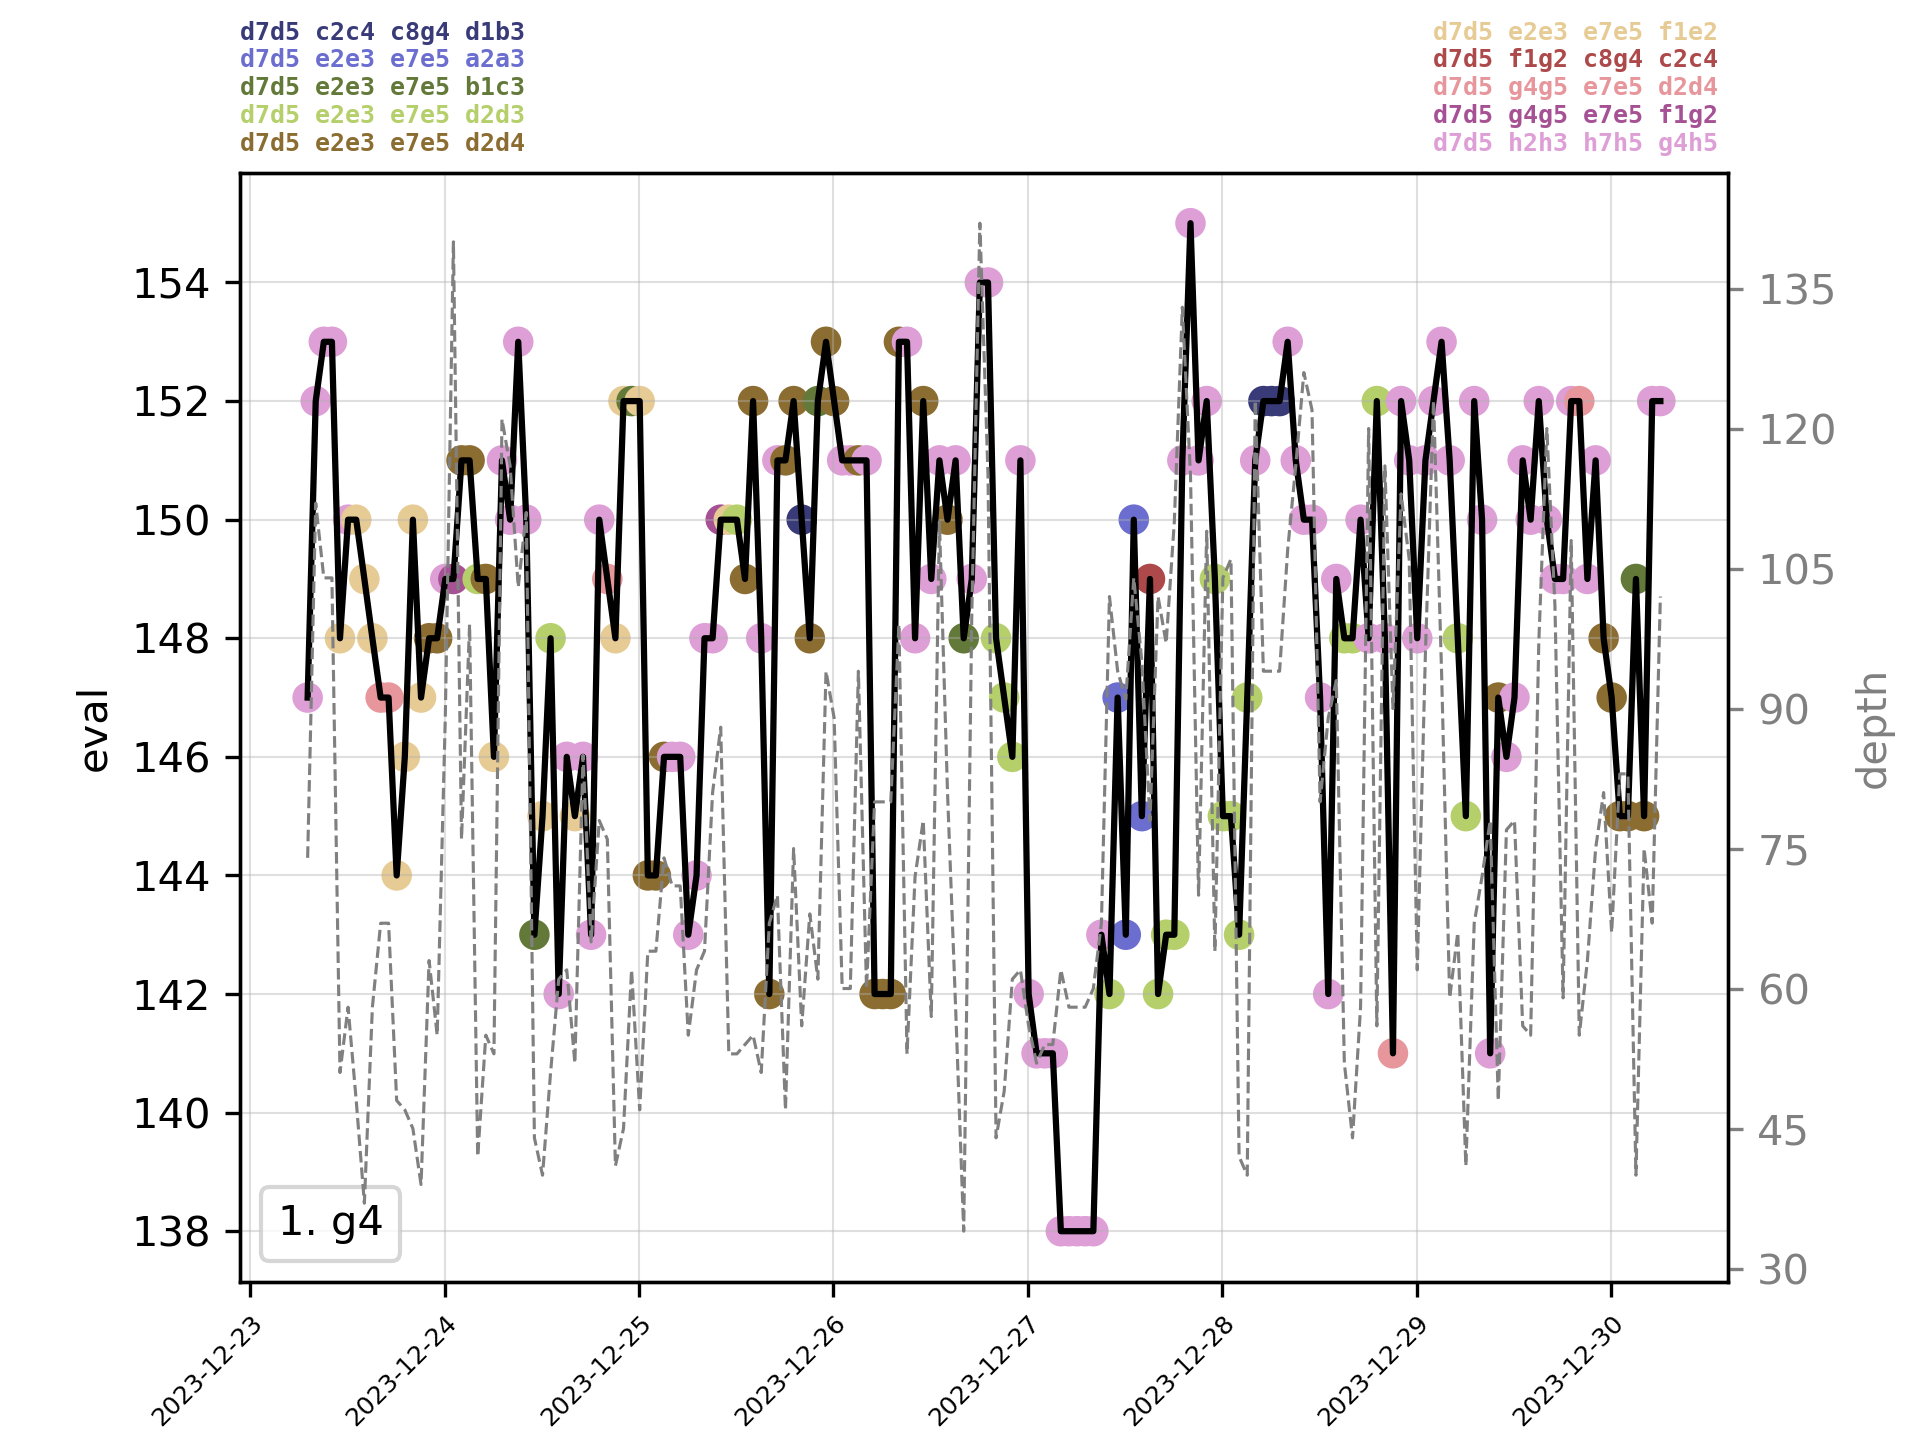 d7d5 c2c4 c8g4 d1b3
d7d5 e2e3 e7e5 a2a3
d7d5 e2e3 e7e5 b1c3
d7d5 e2e3 e7e5 d2d3
d7d5 e2e3 e7e5 d2d4
d7d5 e2e3 e7e5 f1e2
d7d5 f1g2 c8g4 c2c4
d7d5 g4g5 e7e5 d2d4
d7d5 g4g5 e7e5 f1g2
d7d5 h2h3 h7h5 g4h5
eval
154
152
150
148
146
144
142
140
138
1. g4
135
120
105
90
75
60
45
30
depth
2023-12-23
2023-12-24
2023-12-25
2023-12-26
2023-12-27
2023-12-28
2023-12-29
2023-12-30